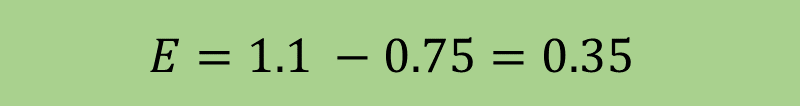 E = 1.1 − 0.75 = 0.35